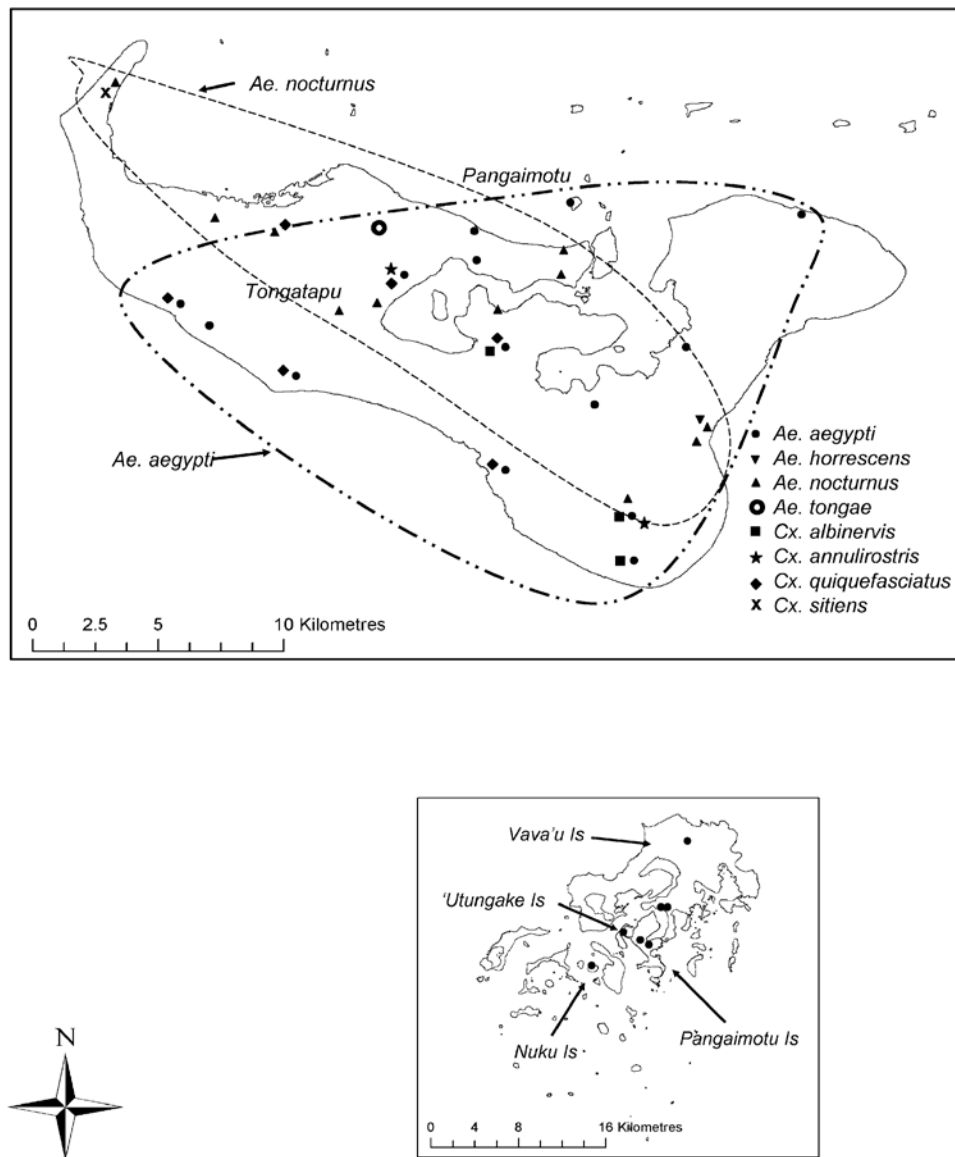 Ae. nocturnus
Pangaimotu
Tongatapu
Ae. aegypti
Ae. aegypti
Ae. horrescens
Ae. nocturnus
Ae. tongae
Cx. albinervis
Cx. annulirostris
Cx. quiquefasciatus
Cx. sitiens
0 2.5 5 10 Kilometres
Vava'u Is
'Utungake Is
Nuku Is
Pàngaimotu Is
0 4 8 16 Kilometres
N